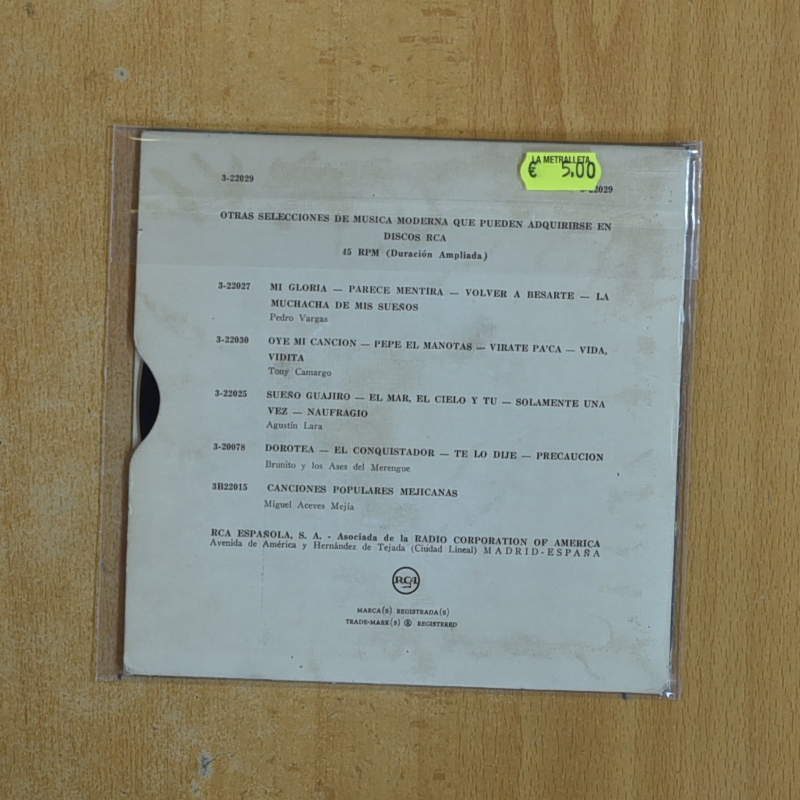 LA METRALLETA
€ 5.00
3-22029
22029
OTRAS SELECCIONES DE MUSICA MODERNA QUE PUEDEN ADQUIRIRSE EN
DISCOS RCA
45 RPM (Duración Ampliada)
3-22027 MI GLORIA — PARECE MENTIRA — VOLVER A BESARTE — LA
MUCHACHA DE MIS SUEÑOS
Pedro Vargas
3-22030 OYE MI CANCION — PEPE EL MANOTAS — VIRATE PA'CA — VIDA,
VIDITA
Tony Camargo
3-22025 SUEÑO GUAJIRO — EL MAR, EL CIELO Y TU — SOLAMENTE UNA
VEZ — NAUFRAGIO
Agustín Lara
3-20078 DOROTEA — EL CONQUISTADOR — TE LO DIJE — PRECAUCION
Brunito y los Ases del Merengue
3B22015 CANCIONES POPULARES MEJICANAS
Miguel Aceves Mejía
RCA ESPAÑOLA, S. A. - Asociada de la RADIO CORPORATION OF AMERICA
Avenida de América y Hernández de Tejada (Ciudad Lineal) MADRID-ESPAÑA
RCA
MARCA(S) REGISTRADA(S)
TRADE-MARK(S) ® REGISTERED